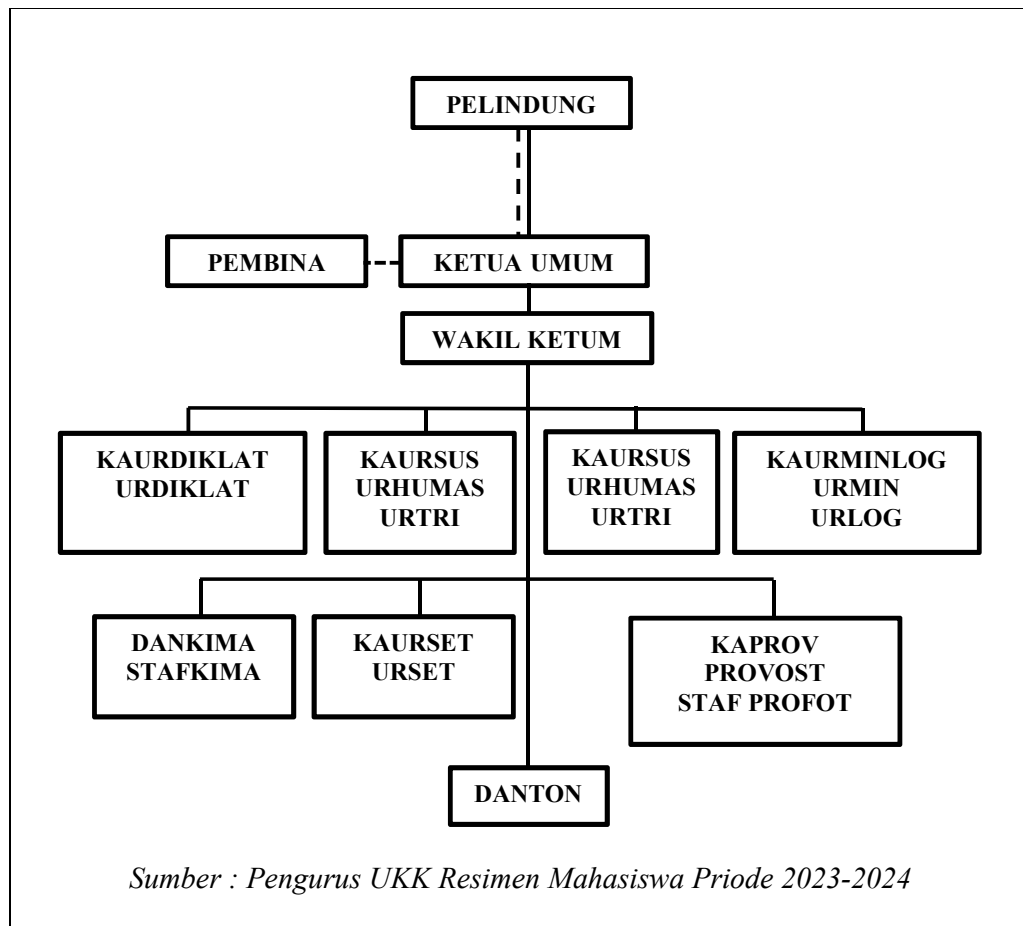 PELINDUNG
PEMBINA
KETUA UMUM
WAKIL KETUM
KAURDIKLAT
URDIKLAT
KAURSUS
URHUMAS
URTRI
KAURSUS
URHUMAS
URTRI
KAURMINLOG
URMIN
URLOG
DANKIMA
STAFKIMA
KAURSET
URSET
KAPROV
PROVOST
STAF PROFOT
DANTON
Sumber : Pengurus UKK Resimen Mahasiswa Priode 2023-2024